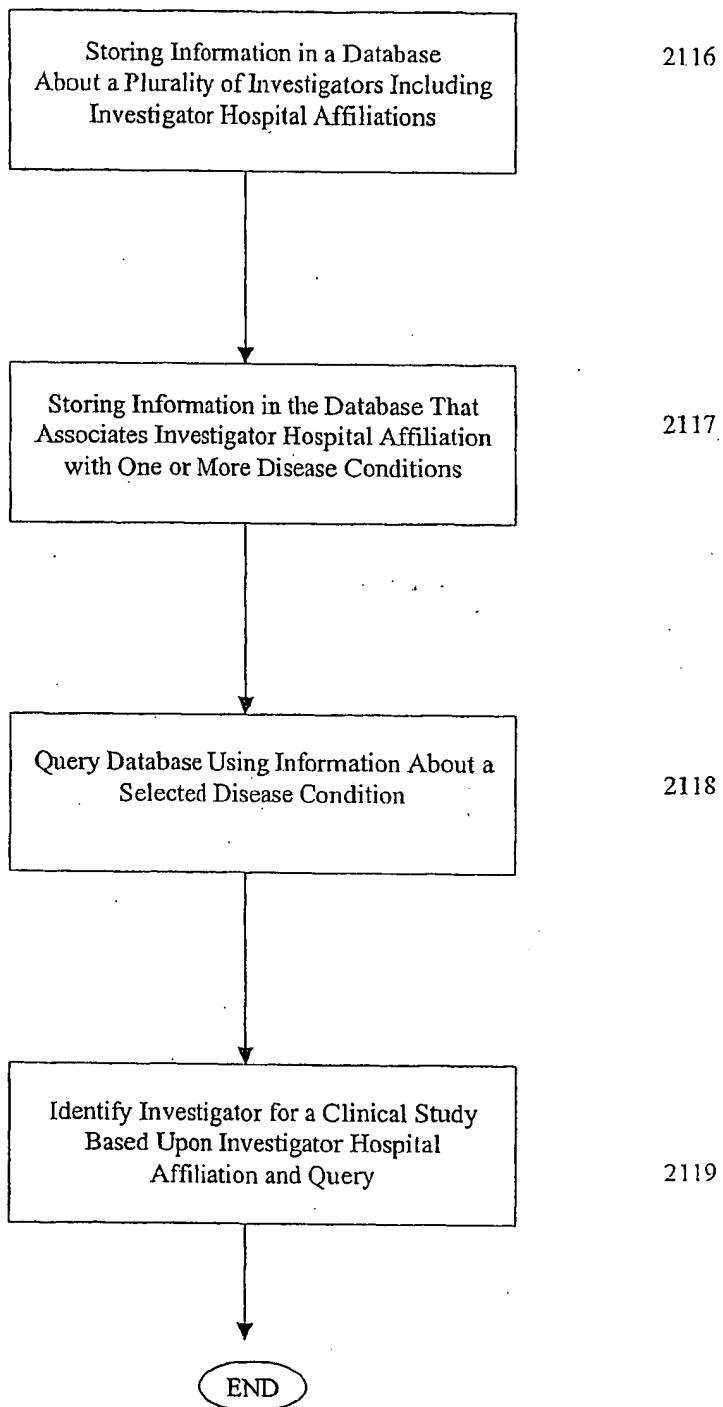 Storing Information in a Database
About a Plurality of Investigators Including
Investigator Hospital Affiliations
2116
Storing Information in the Database That
Associates Investigator Hospital Affiliation
with One or More Disease Conditions
2117
Query Database Using Information About a
Selected Disease Condition
2118
Identify Investigator for a Clinical Study
Based Upon Investigator Hospital
Affiliation and Query
2119
END